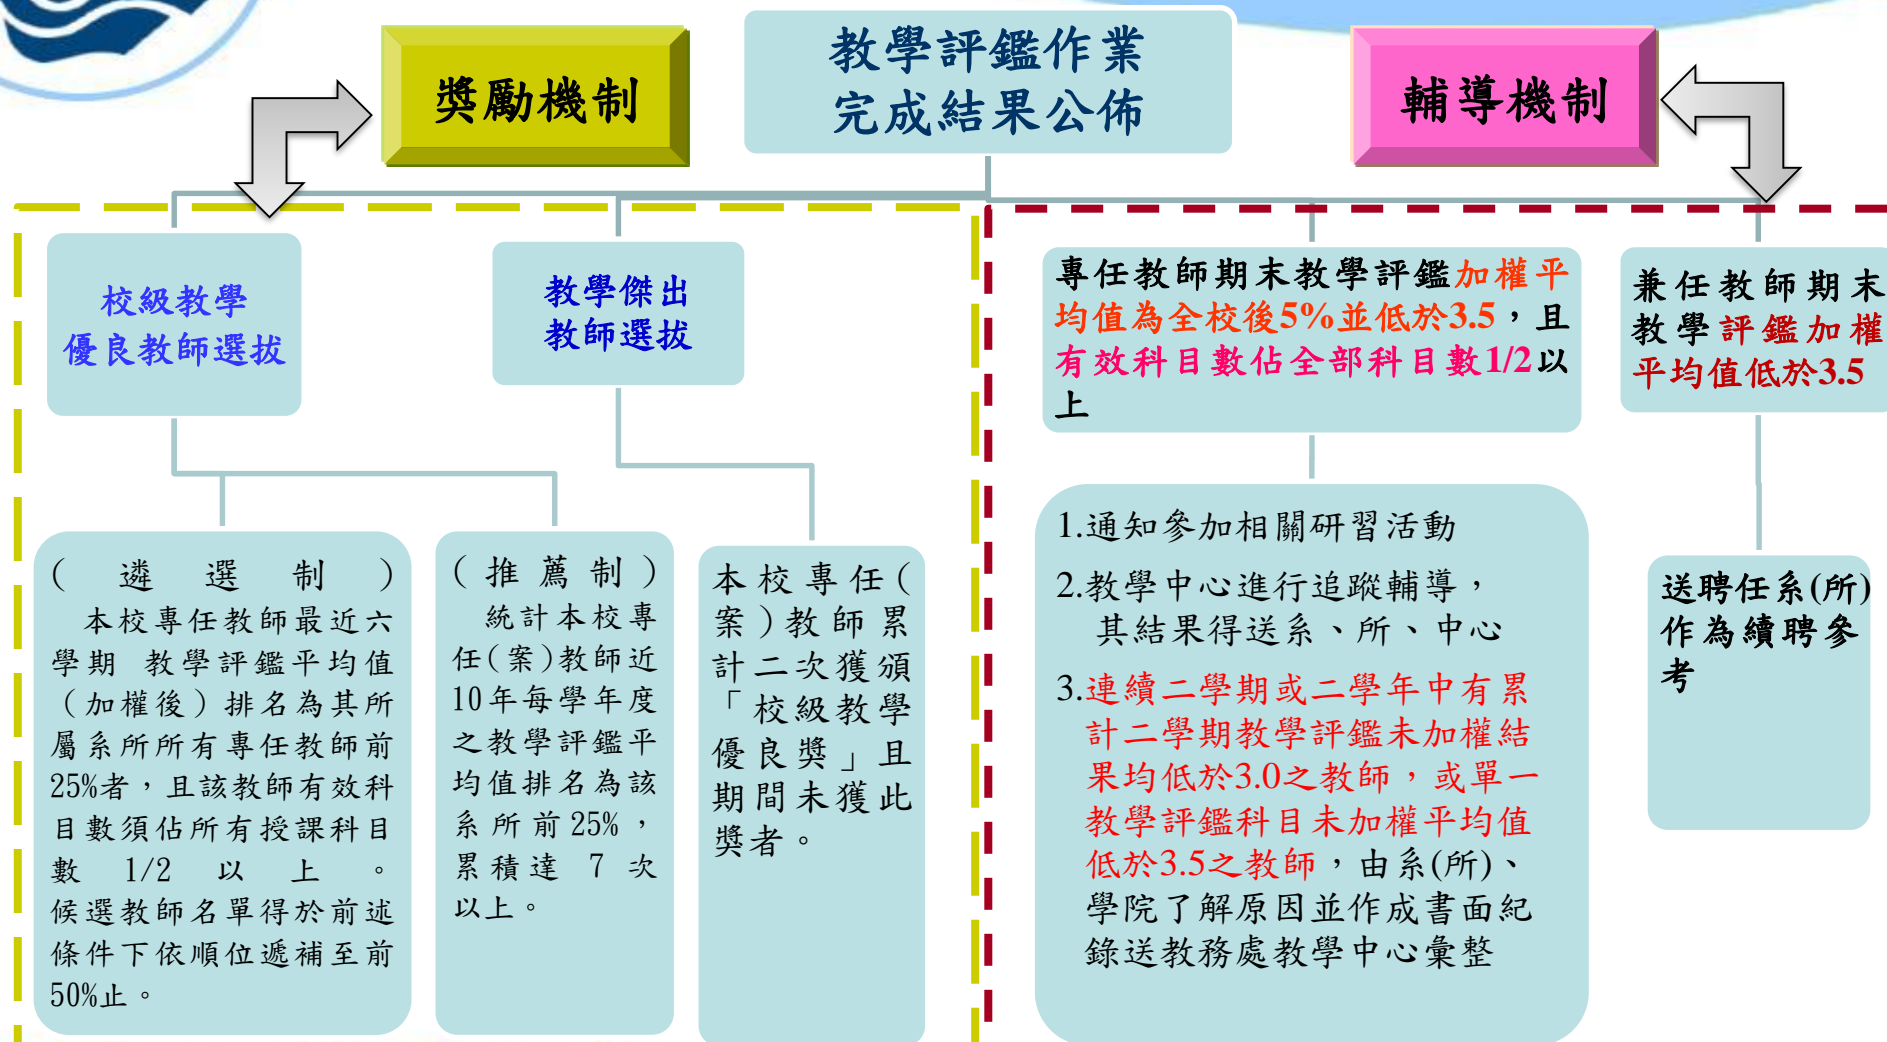 教學評鑑作業
完成結果公佈
獎勵機制
輔導機制
校級教學
優良教師選拔
教學傑出
教師選拔
專任教師期末教學評鑑加權平
均值為全校後5%並低於3.5，且
有效科目數佔全部科目數1/2以
上
兼任教師期末
教學評鑑加權
平均值低於3.5
(遴選制)
本校專任教師最近六
學期 教學評鑑平均值
（加權後）排名為其所
屬系所所有專任教師前
25%者，且該教師有效科
目數須佔所有授課科目
數 1/2 以上。
候選教師名單得於前述
條件下依順位遞補至前
50%止。
(推薦制)
統計本校專
任(案)教師近
10年每學年度
之教學評鑑平
均值排名為該
系所前25%，
累積達 7 次
以上。
本校專任(
案)教師累
計二次獲頒
「校級教學
優良獎」且
期間未獲此
獎者。
1.通知參加相關研習活動
2.教學中心進行追蹤輔導，
其結果得送系、所、中心
3.連續二學期或二學年中有累
計二學期教學評鑑未加權結
果均低於3.0之教師，或單一
教學評鑑科目未加權平均值
低於3.5之教師，由系(所)、
學院了解原因並作成書面紀
錄送教務處教學中心彙整
送聘任系(所)
作為續聘參
考